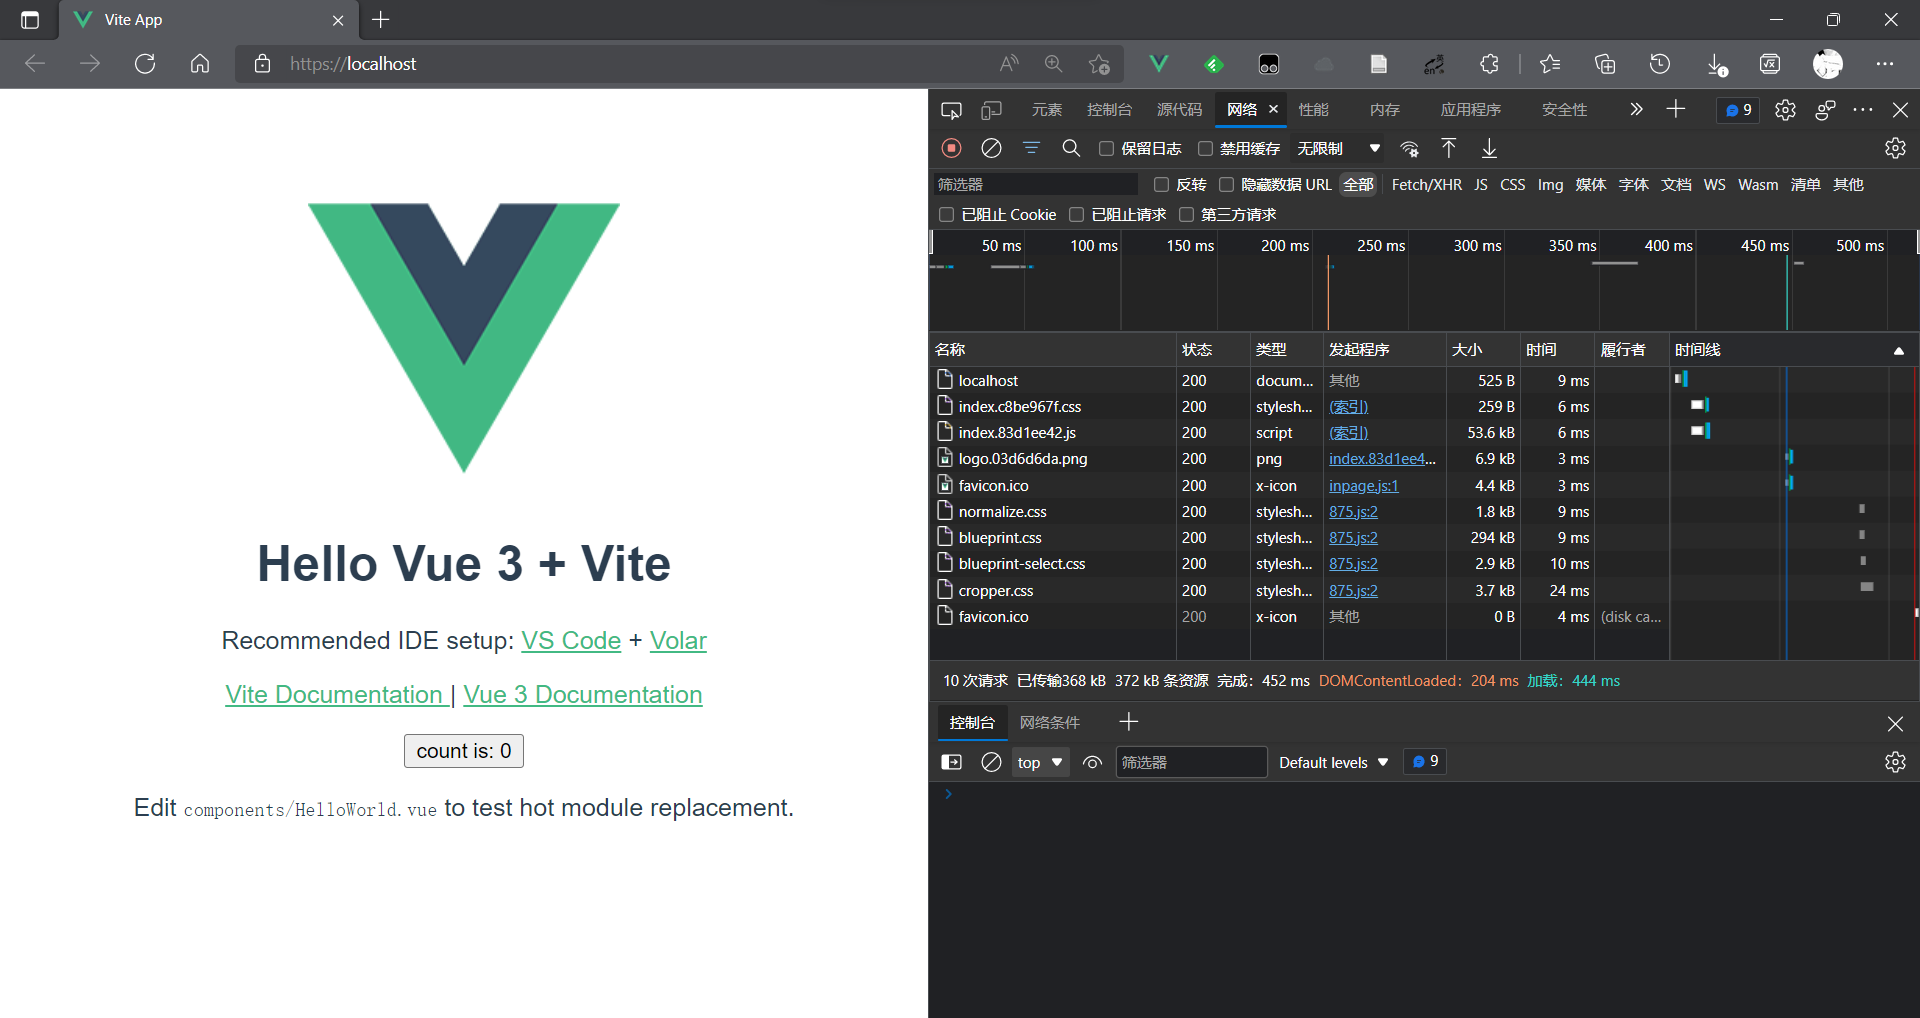 Vite App
https://localhost
Hello Vue 3 + Vite
Recommended IDE setup: VS Code + Volar
Vite Documentation | Vue 3 Documentation
count is: 0
Edit components/HelloWorld.vue to test hot module replacement.
元素 控制台 源代码 网络 性能 内存 应用程序 安全性 9
保留日志 禁用缓存 无限制
筛选器 反转 隐藏数据 URL 全部 Fetch/XHR JS CSS Img 媒体 字体 文档 WS Wasm 清单 其他
已阻止 Cookie 已阻止请求 第三方请求
50 ms 100 ms 150 ms 200 ms 250 ms 300 ms 350 ms 400 ms 450 ms 500 ms
名称 状态 类型 发起程序 大小 时间 履行者 时间线
localhost 200 docum... 其他 525 B 9 ms
index.c8be967f.css 200 stylesh... (索引) 259 B 6 ms
index.83d1ee42.js 200 script (索引) 53.6 kB 6 ms
logo.03d6d6da.png 200 png index.83d1ee4... 6.9 kB 3 ms
favicon.ico 200 x-icon inpage.js:1 4.4 kB 3 ms
normalize.css 200 stylesh... 875.js:2 1.8 kB 9 ms
blueprint.css 200 stylesh... 875.js:2 294 kB 9 ms
blueprint-select.css 200 stylesh... 875.js:2 2.9 kB 10 ms
cropper.css 200 stylesh... 875.js:2 3.7 kB 24 ms
favicon.ico 200 x-icon 其他 0 B 4 ms (disk ca...
10 次请求 已传输368 kB 372 kB 条资源 完成：452 ms DOMContentLoaded：204 ms 加载：444 ms
控制台 网络条件
top 筛选器 Default levels 9